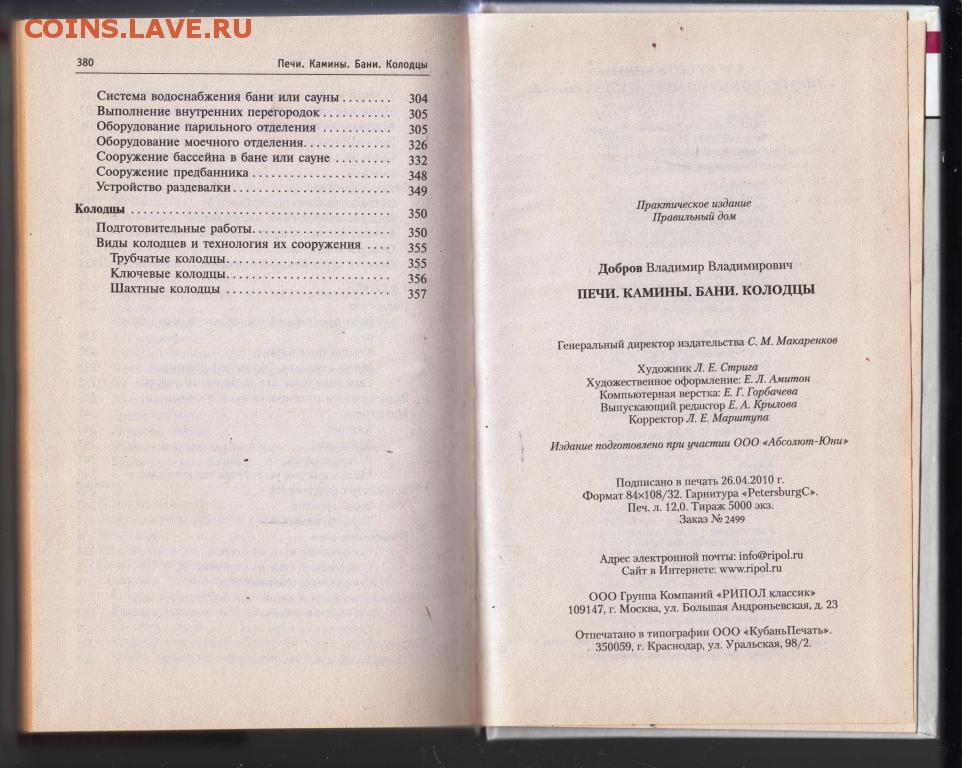 COINS.LAVE.RU
380 Печи. Камины. Бани. Колодцы
Система водоснабжения бани или сауны ........ 304
Выполнение внутренних перегородок ........... 305
Оборудование парильного отделения ........... 305
Оборудование моечного отделения.............. 326
Сооружение бассейна в бане или сауне ......... 332
Сооружение предбанника ...................... 348
Устройство раздевалки ......................... 349
Колодцы ......................................... 350
Подготовительные работы...................... 350
Виды колодцев и технология их сооружения .... 355
Трубчатые колодцы.......................... 355
Ключевые колодцы.......................... 356
Шахтные колодцы .......................... 357
Практическое издание
Правильный дом
Добров Владимир Владимирович
ПЕЧИ. КАМИНЫ. БАНИ. КОЛОДЦЫ
Генеральный директор издательства С. М. Макаренков
Художник Л. Е. Стрига
Художественное оформление: Е. Л. Амитон
Компьютерная верстка: Е. Г. Горбачева
Выпускающий редактор Е. А. Крылова
Корректор Л. Е. Марштупа
Издание подготовлено при участии ООО «Абсолют-Юни»
Подписано в печать 26.04.2010 г.
Формат 84×108/32. Гарнитура «PetersburgC».
Печ. л. 12,0. Тираж 5000 экз.
Заказ № 2499
Адрес электронной почты: info@ripol.ru
Сайт в Интернете: www.ripol.ru
ООО Группа Компаний «РИПОЛ классик»
109147, г. Москва, ул. Большая Андроньевская, д. 23
Отпечатано в типографии ООО «КубаньПечать».
350059, г. Краснодар, ул. Уральская, 98/2.